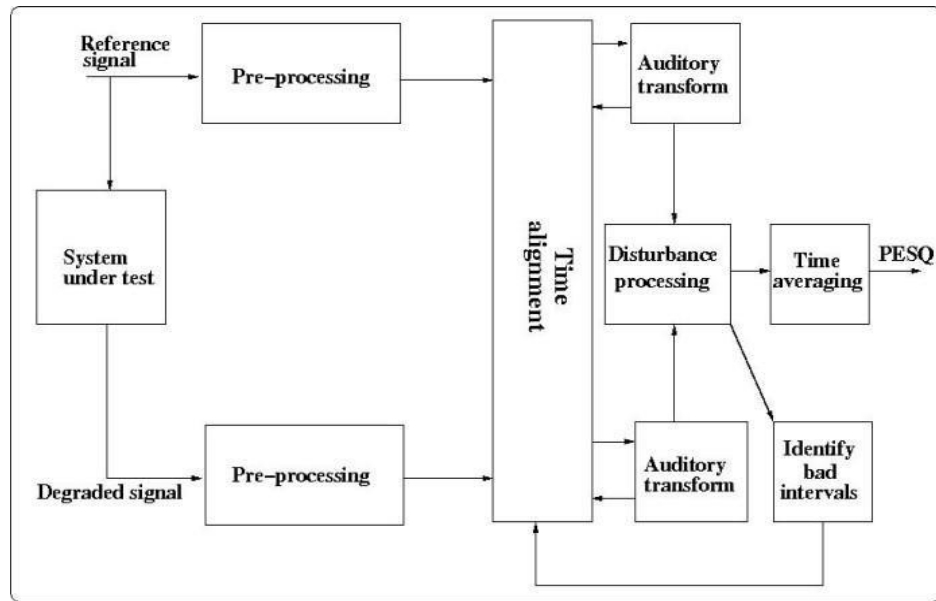 Reference
signal
Pre-processing
Auditory
transform
System
under test
Time
alignment
Disturbance
processing
Time
averaging
PESQ
Degraded signal
Pre-processing
Auditory
transform
Identify
bad
intervals